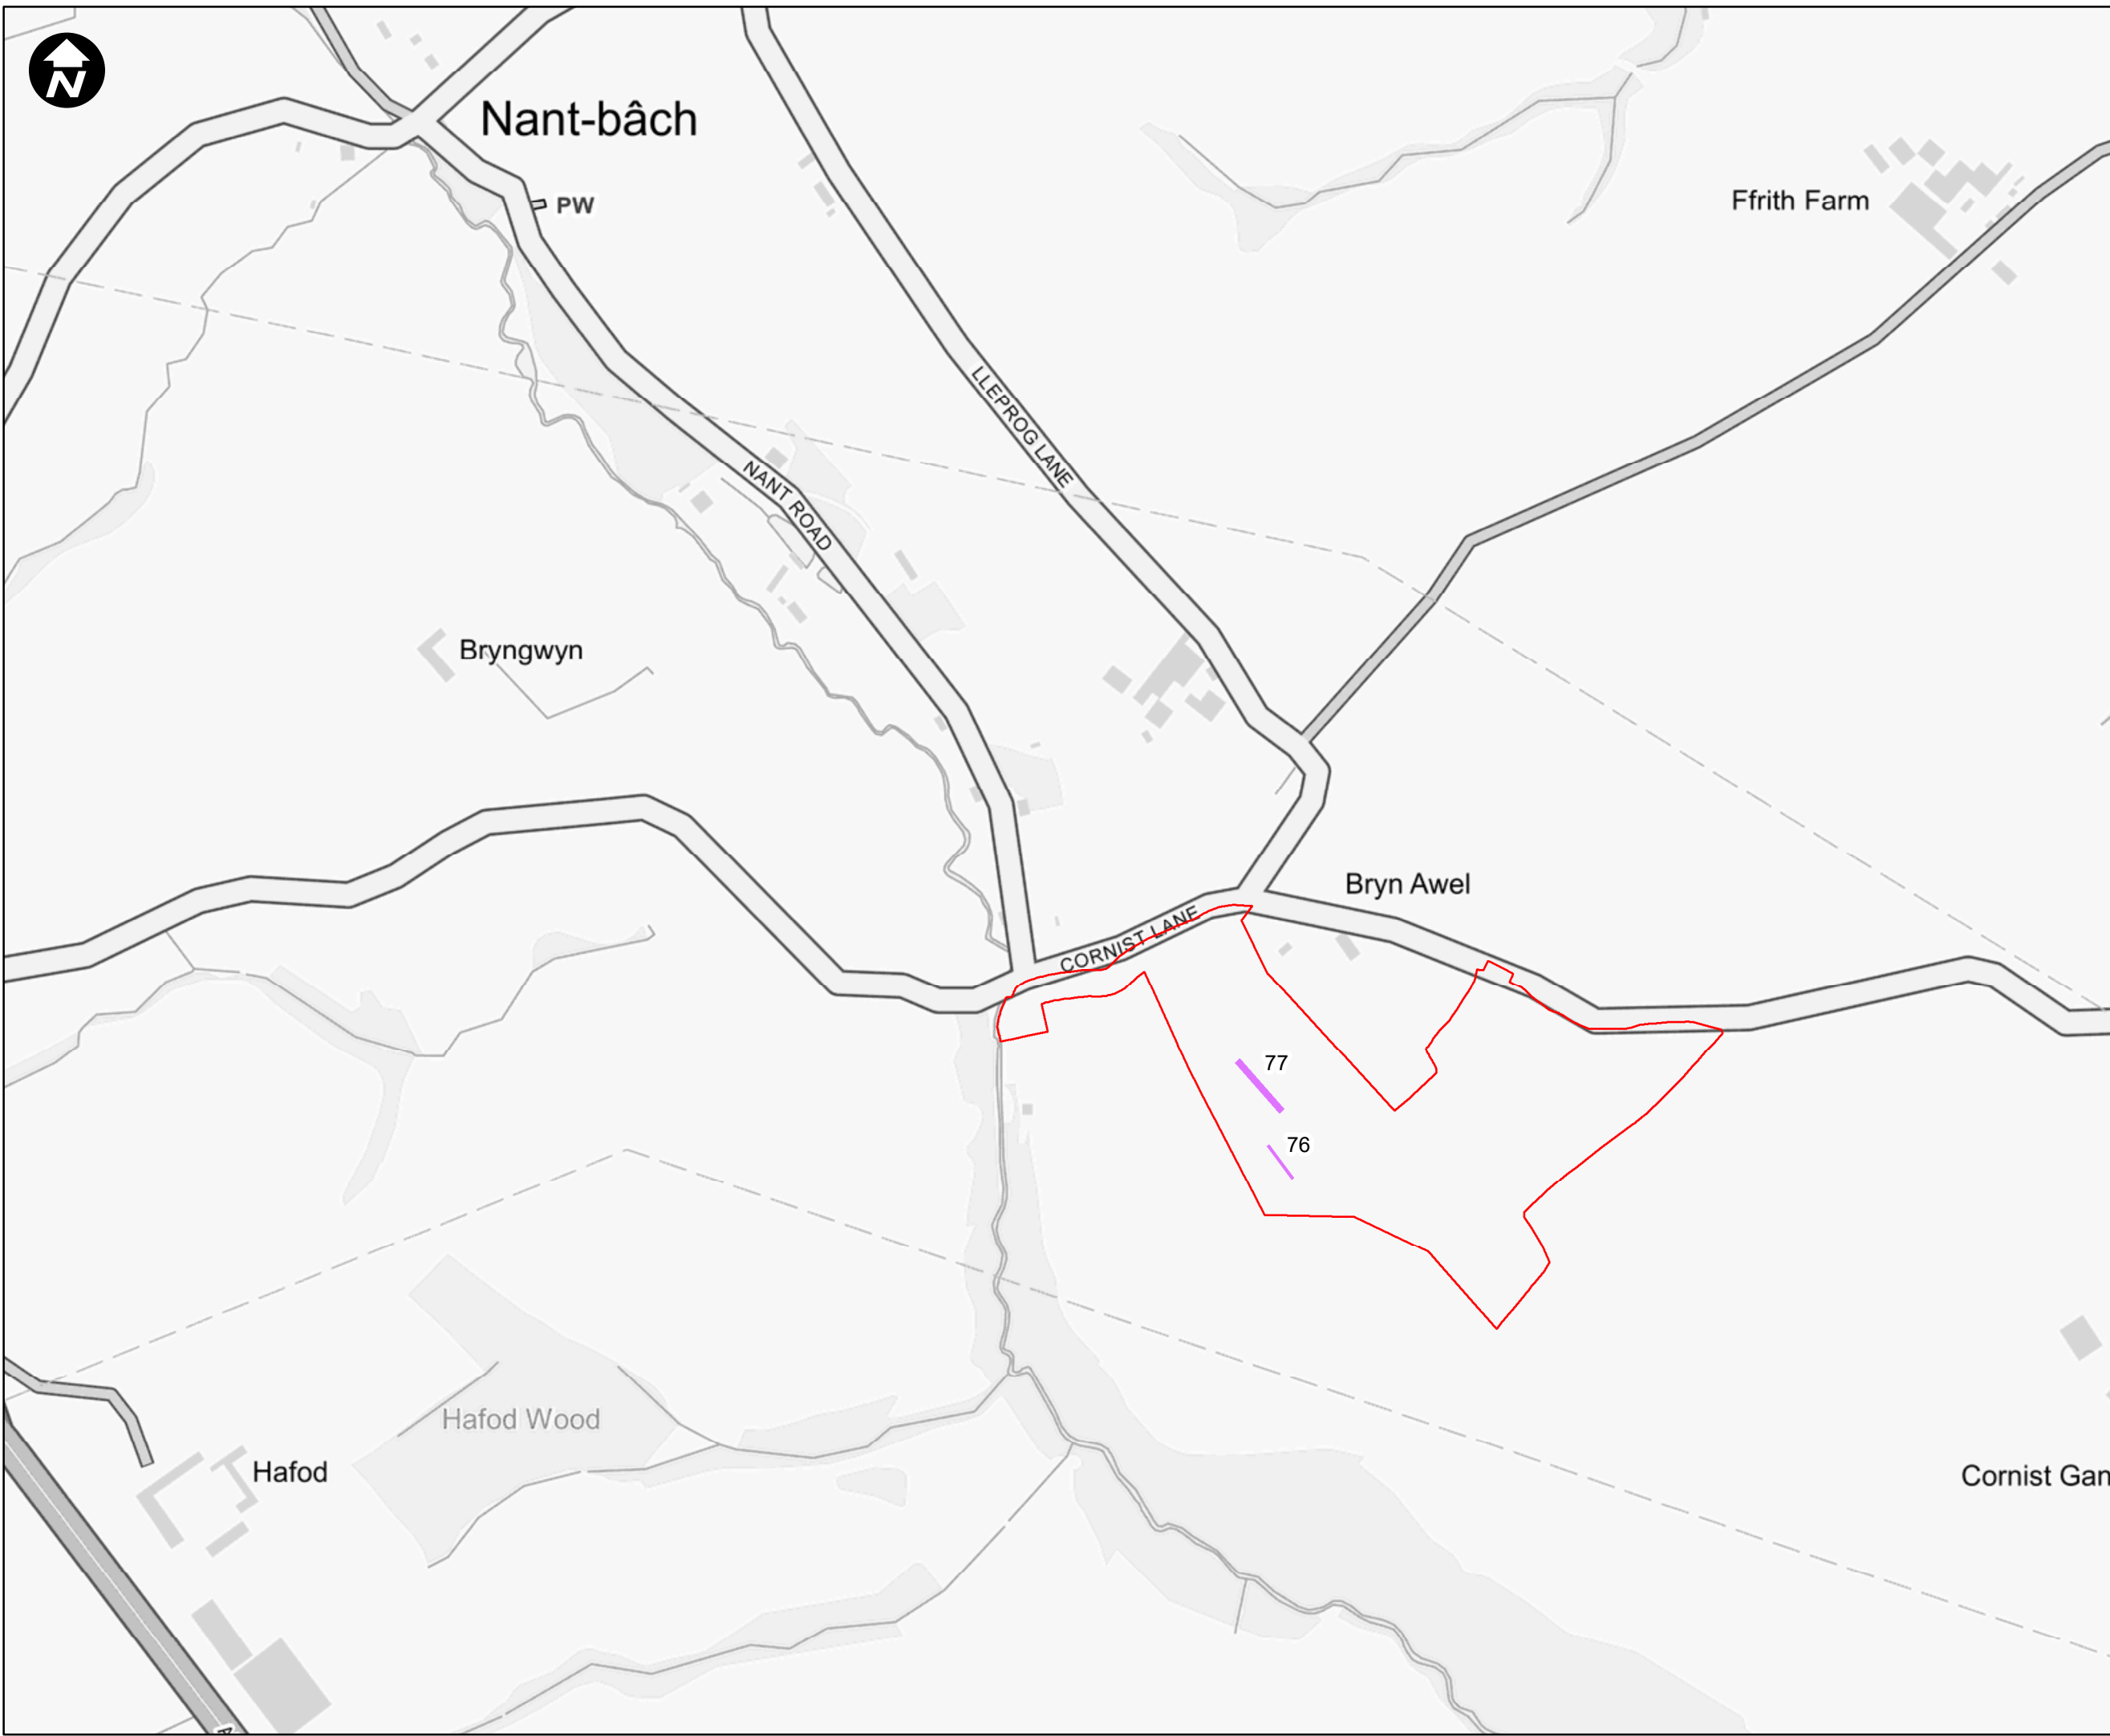 N
Nant-bâch
PW
Ffrith Farm
LLEPROG LANE
NANT ROAD
Bryngwyn
Bryn Awel
CORNIST LANE
77
76
Hafod Wood
Hafod
Cornist Gan
A